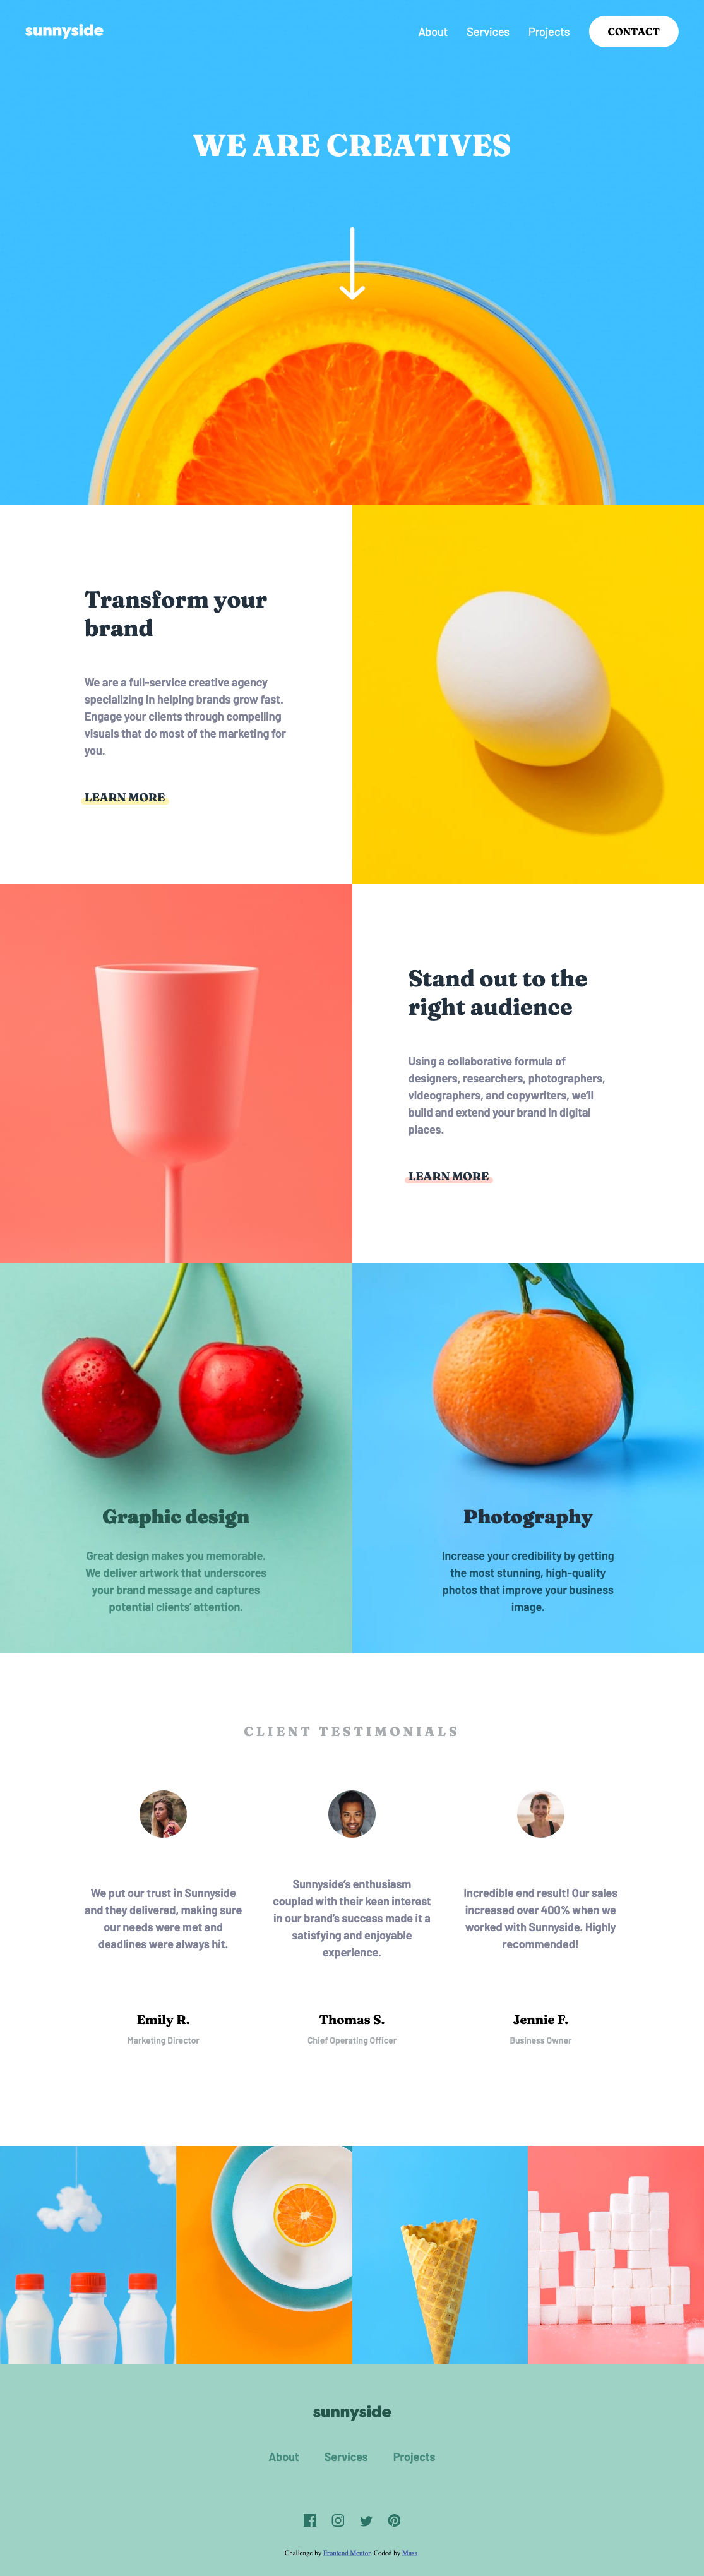 sunnyside
About Services Projects CONTACT
WE ARE CREATIVES
Transform your
brand
We are a full-service creative agency
specializing in helping brands grow fast.
Engage your clients through compelling
visuals that do most of the marketing for
you.
LEARN MORE
Stand out to the
right audience
Using a collaborative formula of
designers, researchers, photographers,
videographers, and copywriters, we’ll
build and extend your brand in digital
places.
LEARN MORE
Graphic design
Great design makes you memorable.
We deliver artwork that underscores
your brand message and captures
potential clients’ attention.
Photography
Increase your credibility by getting
the most stunning, high-quality
photos that improve your business
image.
CLIENT TESTIMONIALS
We put our trust in Sunnyside
and they delivered, making sure
our needs were met and
deadlines were always hit.
Emily R.
Marketing Director
Sunnyside’s enthusiasm
coupled with their keen interest
in our brand’s success made it a
satisfying and enjoyable
experience.
Thomas S.
Chief Operating Officer
Incredible end result! Our sales
increased over 400% when we
worked with Sunnyside. Highly
recommended!
Jennie F.
Business Owner
sunnyside
About Services Projects
Challenge by Frontend Mentor. Coded by Musa.